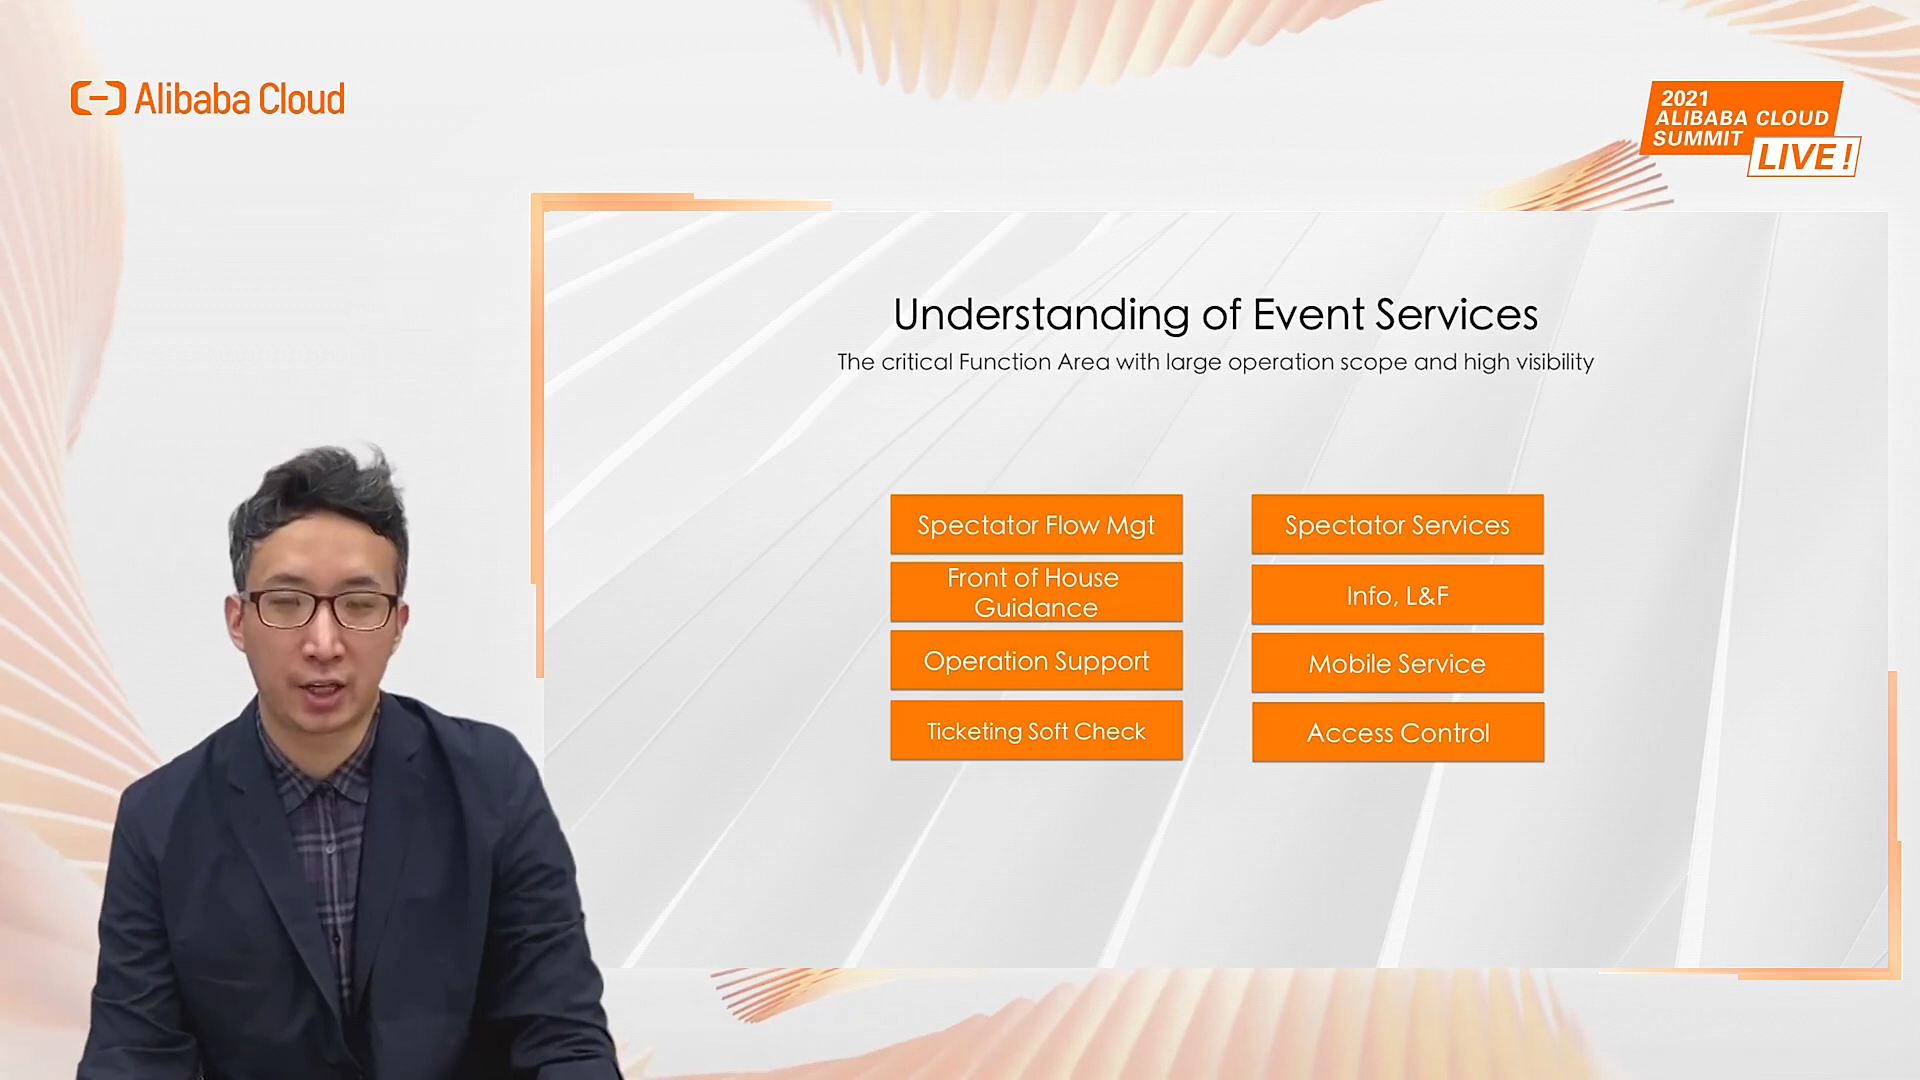 Alibaba Cloud
2021
ALIBABA CLOUD
SUMMIT
LIVE!
Understanding of Event Services
The critical Function Area with large operation scope and high visibility
Spectator Flow Mgt
Front of House
Guidance
Operation Support
Ticketing Soft Check
Spectator Services
Info, L&F
Mobile Service
Access Control